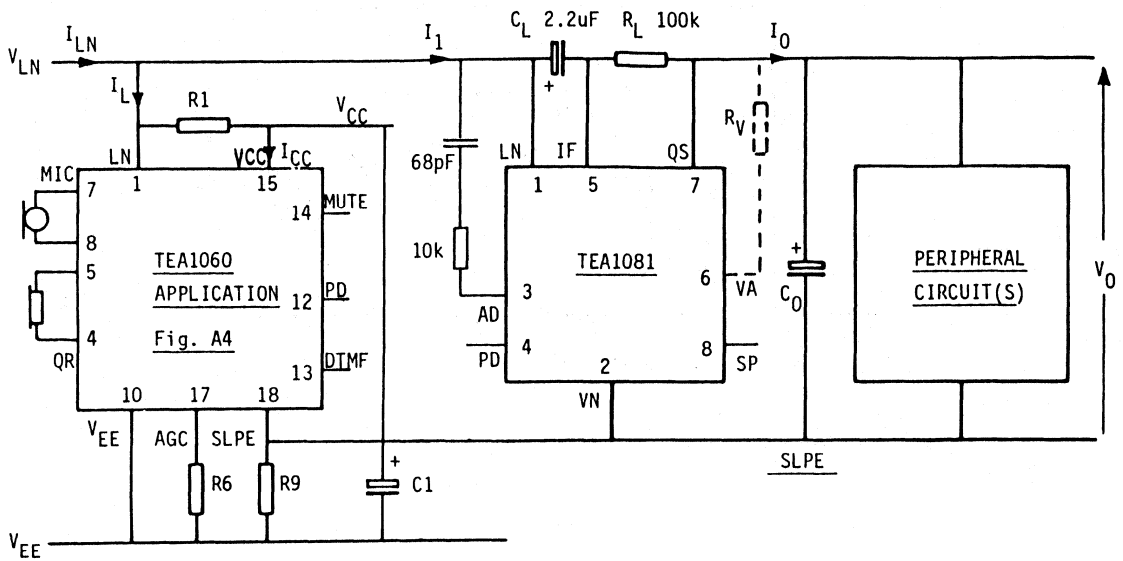 C_L 2.2uF R_L 100k
V_LN
I_LN
I_1
I_O
I_L
R1
V_CC
R_V
LN
VCC
I_CC
68pF
LN
IF
QS
MIC
7
1
15
14
MUTE
1
5
7
8
5
4
QR
TEA1060
APPLICATION
Fig. A4
12
PD
13
DTMF
10k
TEA1081
3
AD
4
PD
6
VA
8
SP
2
VN
+
C_O
+
PERIPHERAL
CIRCUIT(S)
V_O
10
17
18
V_EE
AGC
SLPE
SLPE
R6
R9
+
C1
V_EE